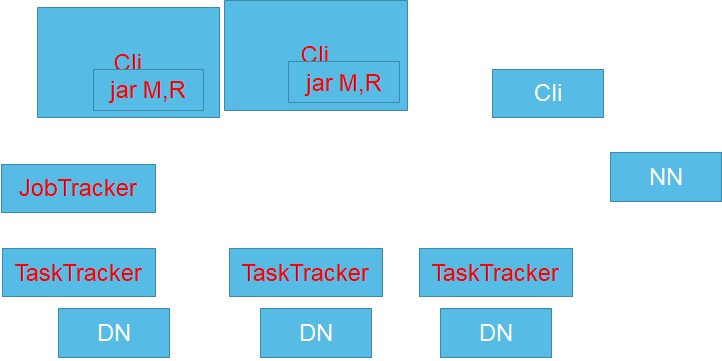 Cli
jar M,R
Cli
jar M,R
Cli
JobTracker
NN
TaskTracker
TaskTracker
TaskTracker
DN
DN
DN